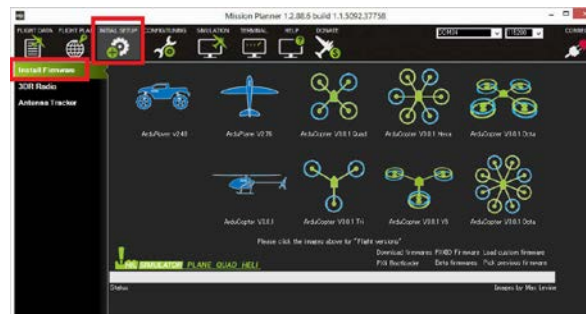 Mission Planner 1.2.88.6 build 1.1.5092.37758
FLIGHT DATA FLIGHT PLAN INITIAL SETUP CONFIG/TUNING SIMULATION TERMINAL HELP DONATE
Install Firmware
3DR Radio
Antenna Tracker
ArduPlane V2.76 ArduCopter V3.0.1 Quad ArduCopter V3.0.1 Hexa ArduCopter V3.0.1 Octa
ArduCopter V3.0.1 ArduCopter V3.0.1 Tri ArduCopter V3.0.1 Y6 ArduCopter V3.0.1 Octa
Please click the images above for "Flight versions"
Download firmwares Load custom firmware
SIMULATOR PLANE QUAD HELI Beta firmwares Pick previous firmware
Status Images by Max Levine